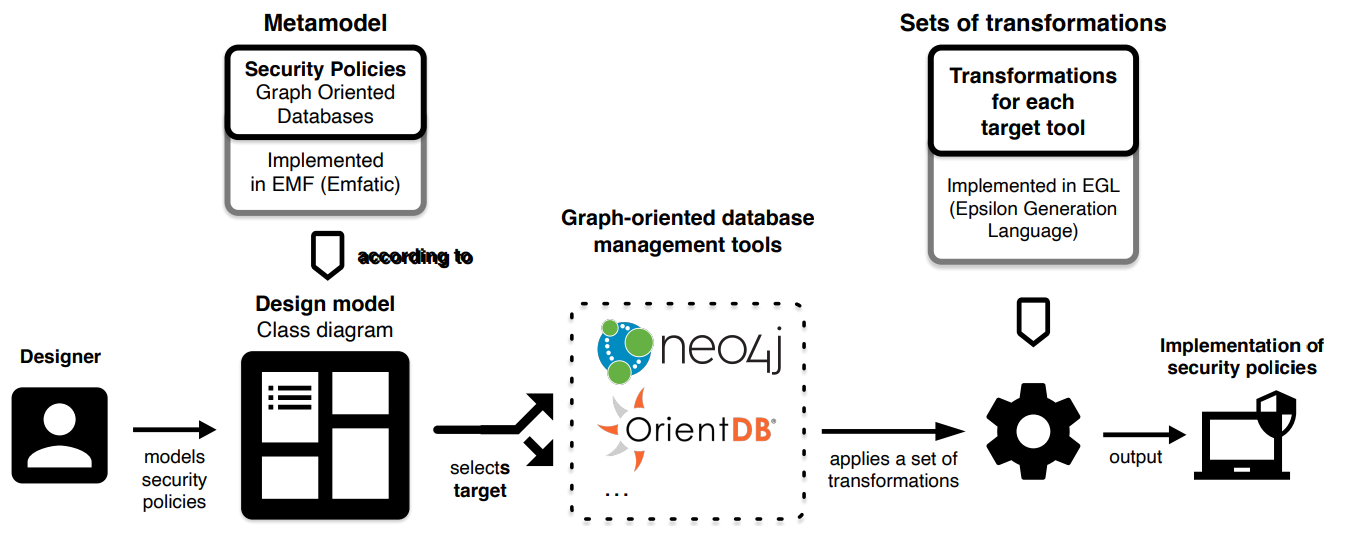 Metamodel
Security Policies
Graph Oriented
Databases
Implemented
in EMF (Emfatic)
according to
Design model
Class diagram
Designer
models
security
policies
selects
target
Graph-oriented database
management tools
neo4j
OrientDB®
...
applies a set of
transformations
Sets of transformations
Transformations
for each
target tool
Implemented in EGL
(Epsilon Generation
Language)
output
Implementation of
security policies